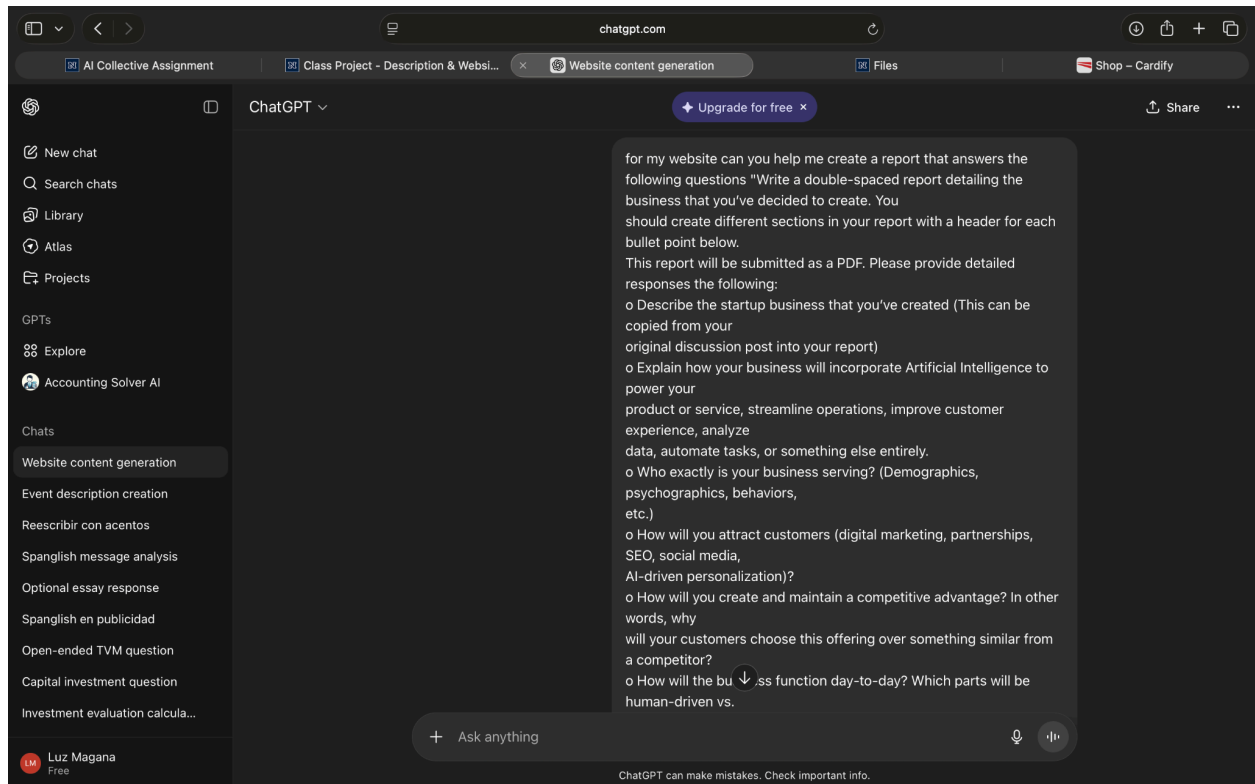 chatgpt.com
AI Collective Assignment
Class Project - Description & Websi...
Website content generation
Files
Shop – Cardify
ChatGPT
Upgrade for free ×
Share
New chat
Search chats
Library
Atlas
Projects
GPTs
Explore
Accounting Solver AI
Chats
Website content generation
Event description creation
Reescribir con acentos
Spanglish message analysis
Optional essay response
Spanglish en publicidad
Open-ended TVM question
Capital investment question
Investment evaluation calcula...
LM
Luz Magana
Free
for my website can you help me create a report that answers the
following questions "Write a double-spaced report detailing the
business that you've decided to create. You
should create different sections in your report with a header for each
bullet point below.
This report will be submitted as a PDF. Please provide detailed
responses the following:
o Describe the startup business that you've created (This can be
copied from your
original discussion post into your report)
o Explain how your business will incorporate Artificial Intelligence to
power your
product or service, streamline operations, improve customer
experience, analyze
data, automate tasks, or something else entirely.
o Who exactly is your business serving? (Demographics,
psychographics, behaviors,
etc.)
o How will you attract customers (digital marketing, partnerships,
SEO, social media,
AI-driven personalization)?
o How will you create and maintain a competitive advantage? In other
words, why
will your customers choose this offering over something similar from
a competitor?
o How will the bu ss function day-to-day? Which parts will be
human-driven vs.
Ask anything
ChatGPT can make mistakes. Check important info.